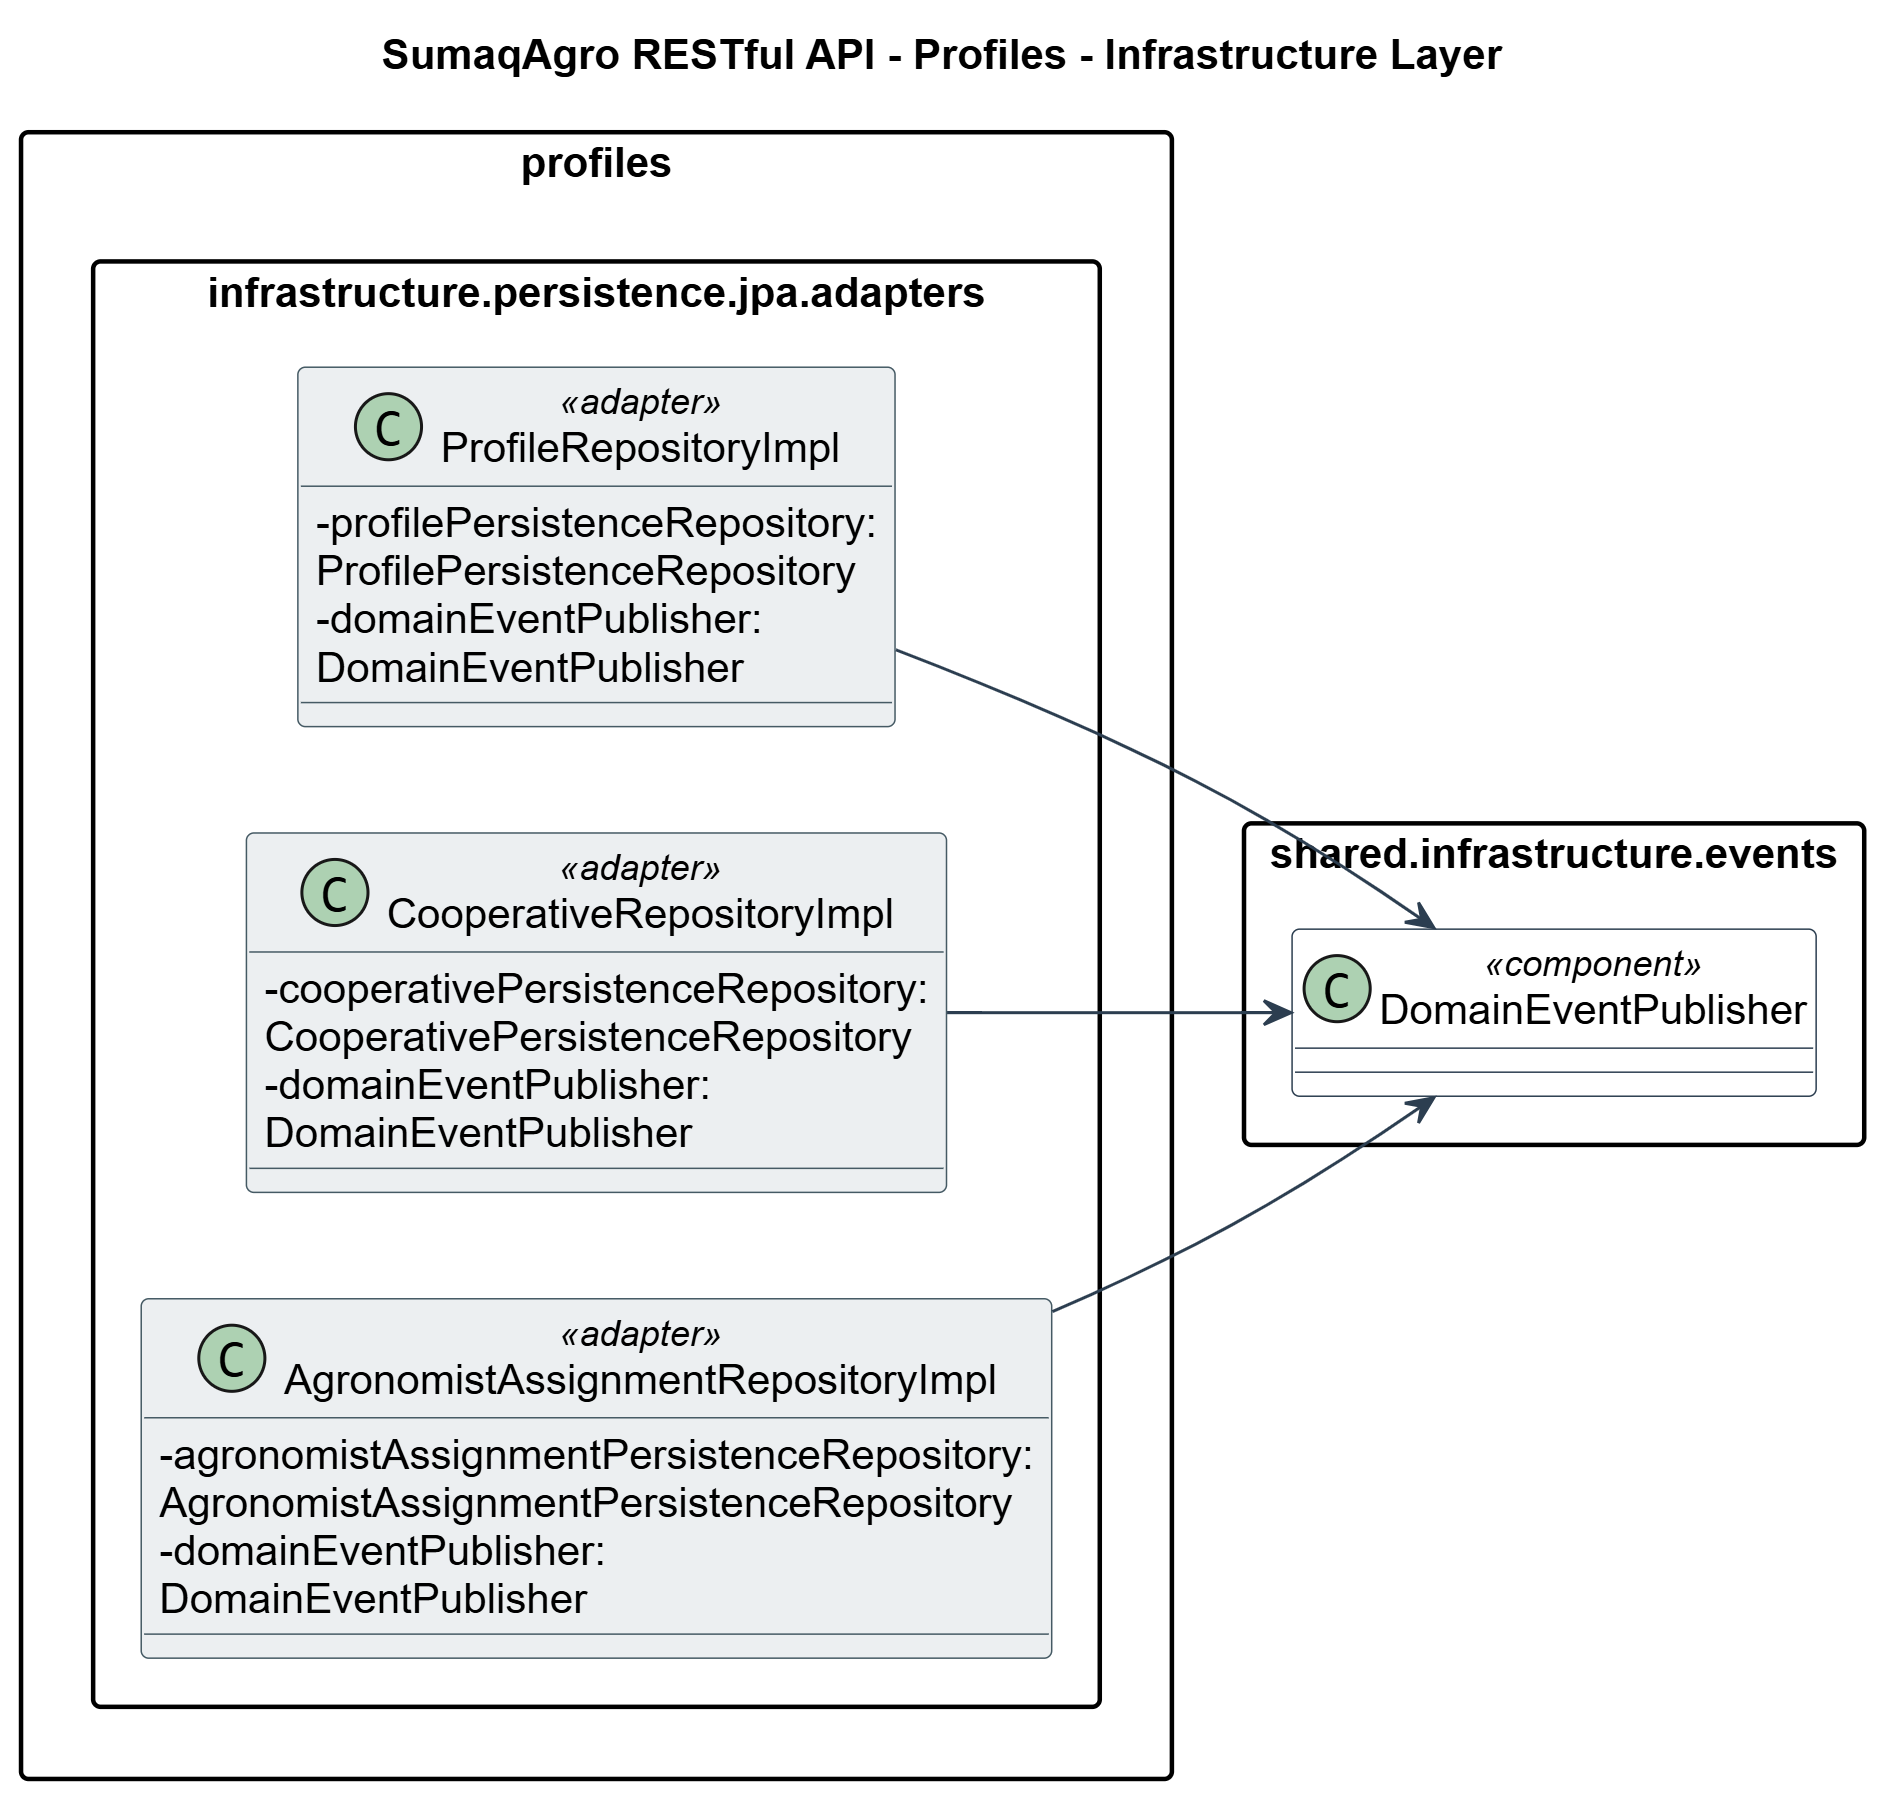 SumaqAgro RESTful API - Profiles - Infrastructure Layer
profiles
infrastructure.persistence.jpa.adapters
C
«adapter»
ProfileRepositoryImpl
-profilePersistenceRepository:
ProfilePersistenceRepository
-domainEventPublisher:
DomainEventPublisher
C
«adapter»
CooperativeRepositoryImpl
-cooperativePersistenceRepository:
CooperativePersistenceRepository
-domainEventPublisher:
DomainEventPublisher
C
«adapter»
AgronomistAssignmentRepositoryImpl
-agronomistAssignmentPersistenceRepository:
AgronomistAssignmentPersistenceRepository
-domainEventPublisher:
DomainEventPublisher
shared.infrastructure.events
C
«component»
DomainEventPublisher